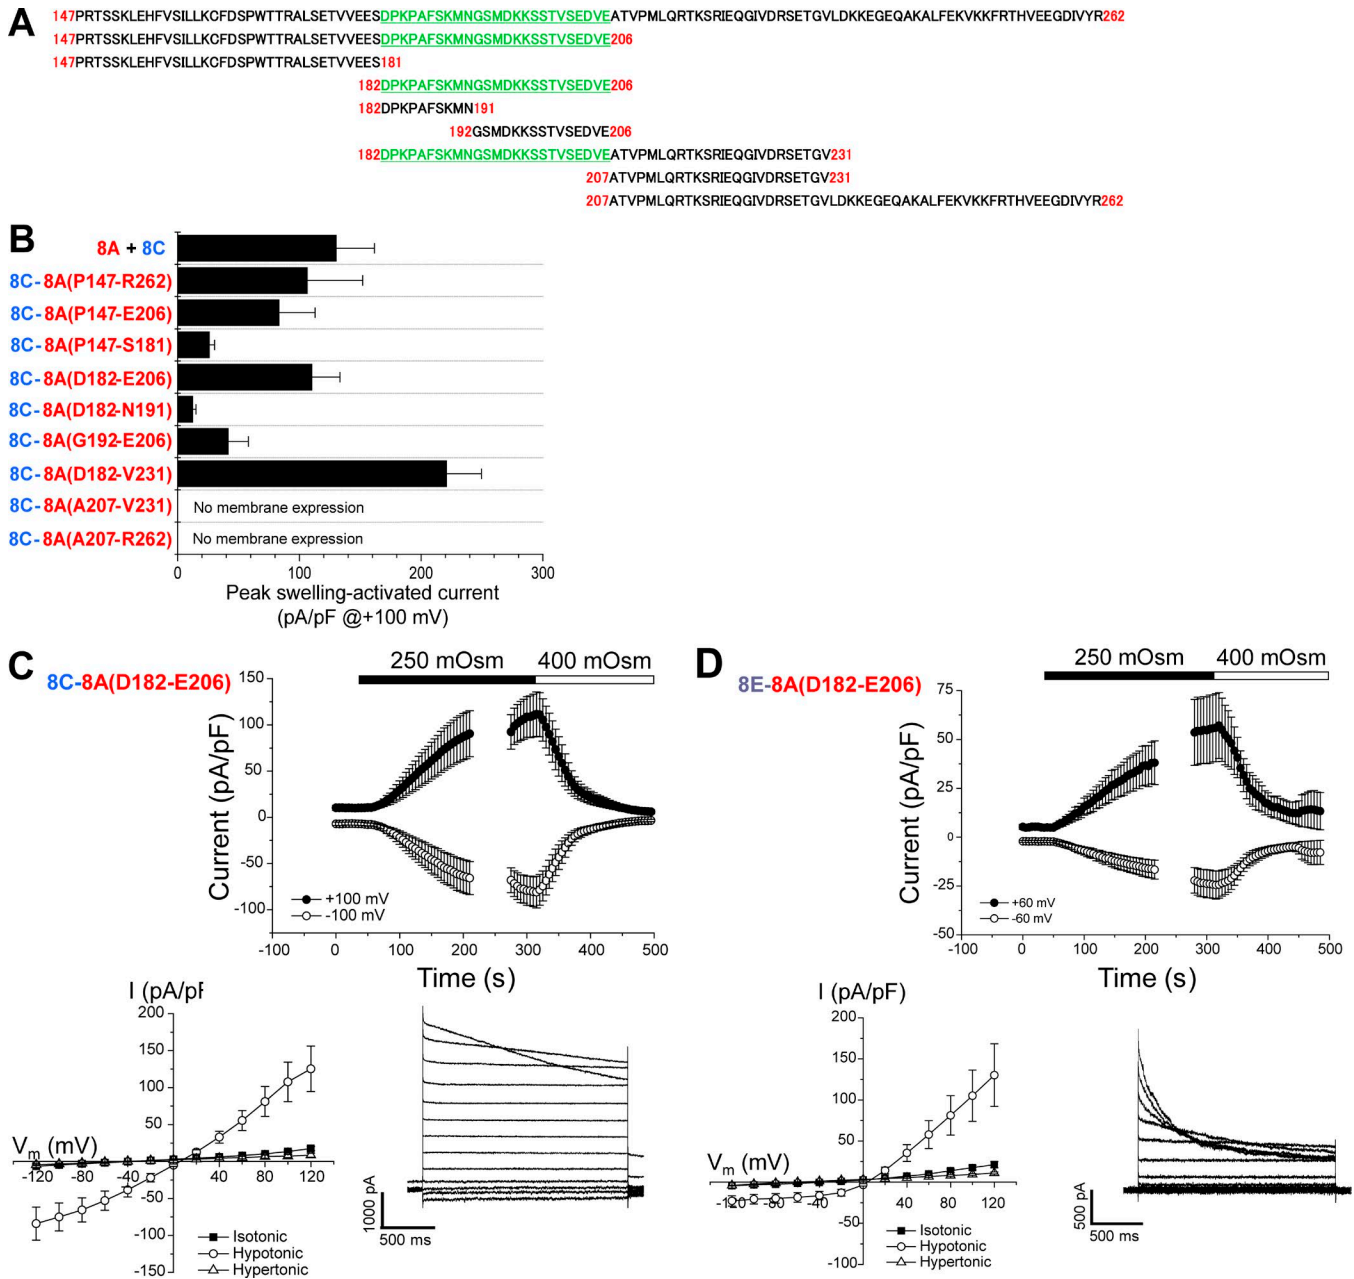 A
147PRTSSKLEHFVSILLKCFDSPWTTRALSETVVEESDPKPAFSKMNGSMDKKSSTVSEDVEATVPMLQRTKSRIEQGIVDRSETGVLDKKEGEQAKALFEKVKKFRTHVEEGDIVYR262
147PRTSSKLEHFVSILLKCFDSPWTTRALSETVVEESDPKPAFSKMNGSMDKKSSTVSEDVE206
147PRTSSKLEHFVSILLKCFDSPWTTRALSETVVEES181
182DPKPAFSKMNGSMDKKSSTVSEDVE206
182DPKPAFSKMN191
192GSMDKKSSTVSEDVE206
182DPKPAFSKMNGSMDKKSSTVSEDVEATVPMLQRTKSRIEQGIVDRSETGV231
207ATVPMLQRTKSRIEQGIVDRSETGV231
207ATVPMLQRTKSRIEQGIVDRSETGVLDKKEGEQAKALFEKVKKFRTHVEEGDIVYR262
B
8A + 8C
8C-8A(P147-R262)
8C-8A(P147-E206)
8C-8A(P147-S181)
8C-8A(D182-E206)
8C-8A(D182-N191)
8C-8A(G192-E206)
8C-8A(D182-V231)
8C-8A(A207-V231) No membrane expression
8C-8A(A207-R262) No membrane expression
0 100 200 300
Peak swelling-activated current
(pA/pF @+100 mV)
C
8C-8A(D182-E206)
250 mOsm 400 mOsm
150
100
50
0
-50
-100
Current (pA/pF)
+100 mV
-100 mV
-100 0 100 200 300 400 500
Time (s)
I (pA/pF
200
150
100
50
-50
-100
-150
Vm (mV)
-120 -80 -40 40 80 120
Isotonic
Hypotonic
Hypertonic
1000 pA
500 ms
D
8E-8A(D182-E206)
250 mOsm 400 mOsm
75
50
25
0
-25
-50
Current (pA/pF)
+60 mV
-60 mV
-100 0 100 200 300 400 500
Time (s)
I (pA/pF)
200
150
100
50
-50
-100
Vm (mV)
-120 -80 -40 40 80 120
Isotonic
Hypotonic
Hypertonic
500 pA
500 ms